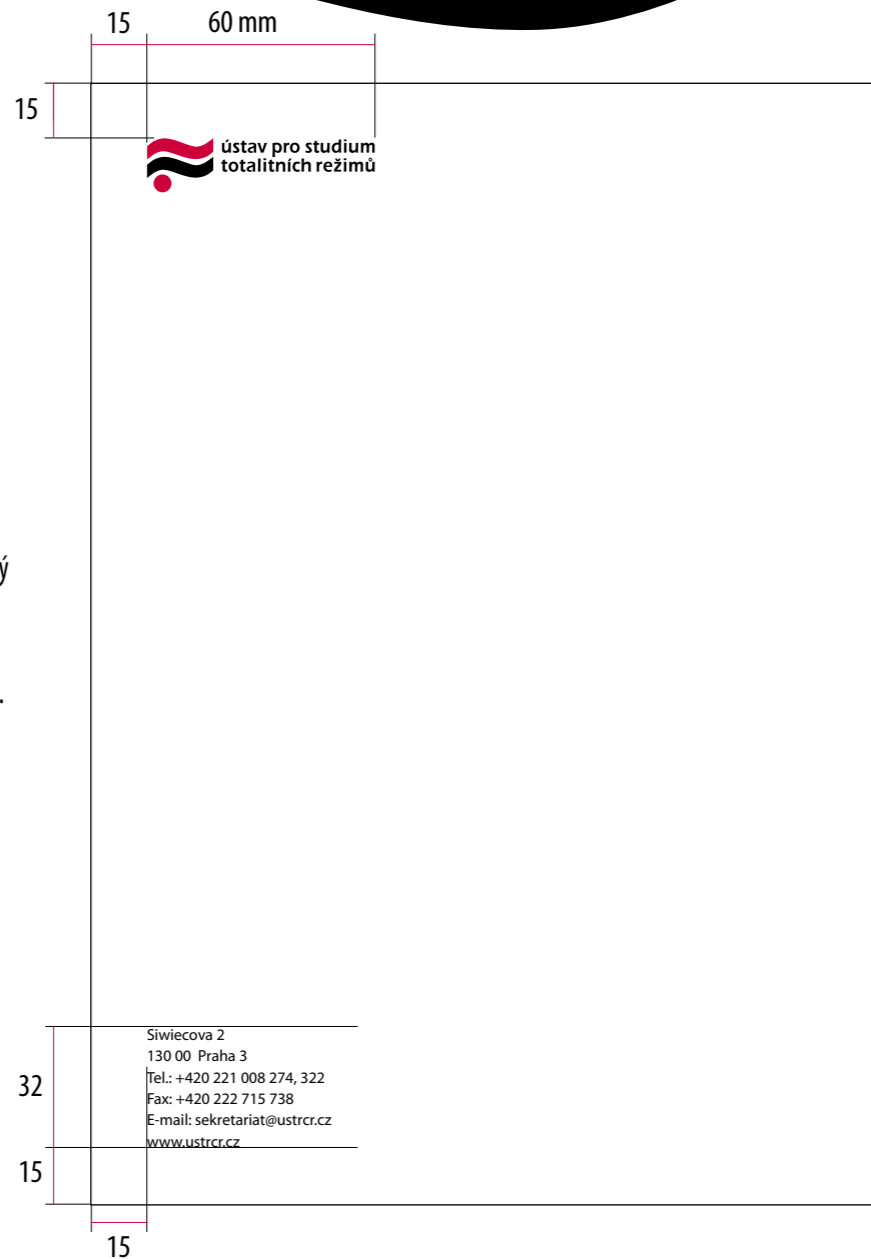 15
60 mm
15
ústav pro studium
totalitních režimů
ý
.
Siwiecova 2
130 00 Praha 3
Tel.: +420 221 008 274, 322
Fax: +420 222 715 738
E-mail: sekretariat@ustrcr.cz
www.ustrcr.cz
32
15
15